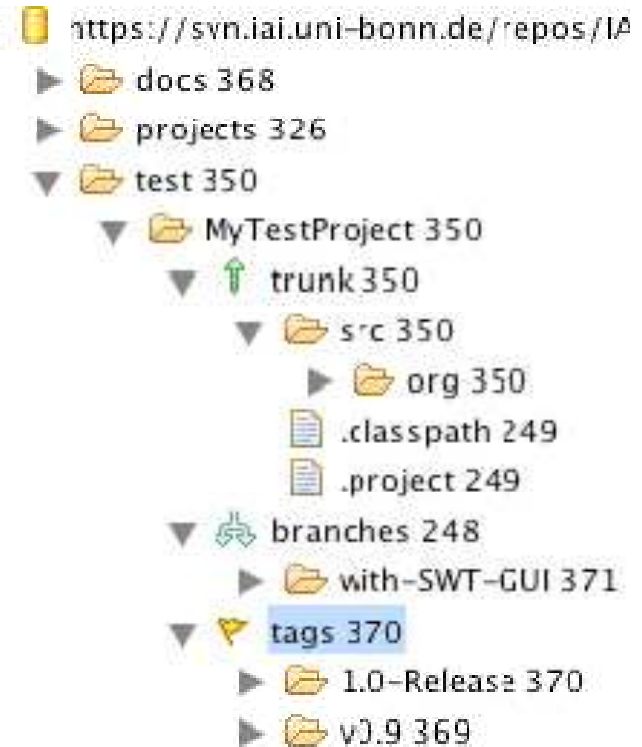 https://svn.iai.uni-bonn.de/repos/IA
docs 368
projects 326
test 350
MyTestProject 350
trunk 350
src 350
org 350
.classpath 249
.project 249
branches 248
with-SWT-GUI 371
tags 370
1.0-Release 370
v0.9 369